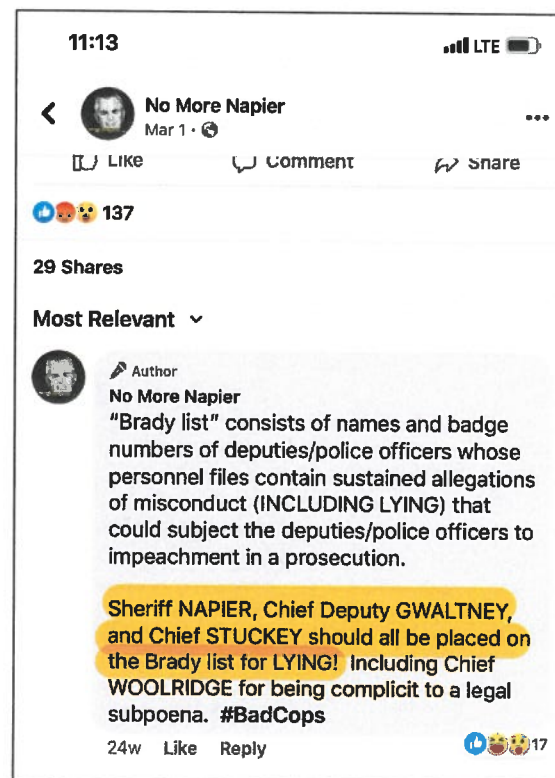 11:13
LTE
No More Napier
Mar 1 ·
Like Comment Share
137
29 Shares
Most Relevant
Author
No More Napier
"Brady list" consists of names and badge
numbers of deputies/police officers whose
personnel files contain sustained allegations
of misconduct (INCLUDING LYING) that
could subject the deputies/police officers to
impeachment in a prosecution.
Sheriff NAPIER, Chief Deputy GWALTNEY,
and Chief STUCKEY should all be placed on
the Brady list for LYING! Including Chief
WOOLRIDGE for being complicit to a legal
subpoena. #BadCops
24w Like Reply
17